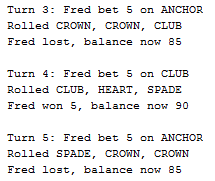 Turn 3: Fred bet 5 on ANCHOR
Rolled CROWN, CROWN, CLUB
Fred lost, balance now 85
Turn 4: Fred bet 5 on CLUB
Rolled CLUB, HEART, SPADE
Fred won 5, balance now 90
Turn 5: Fred bet 5 on ANCHOR
Rolled SPADE, CROWN, CROWN
Fred lost, balance now 85